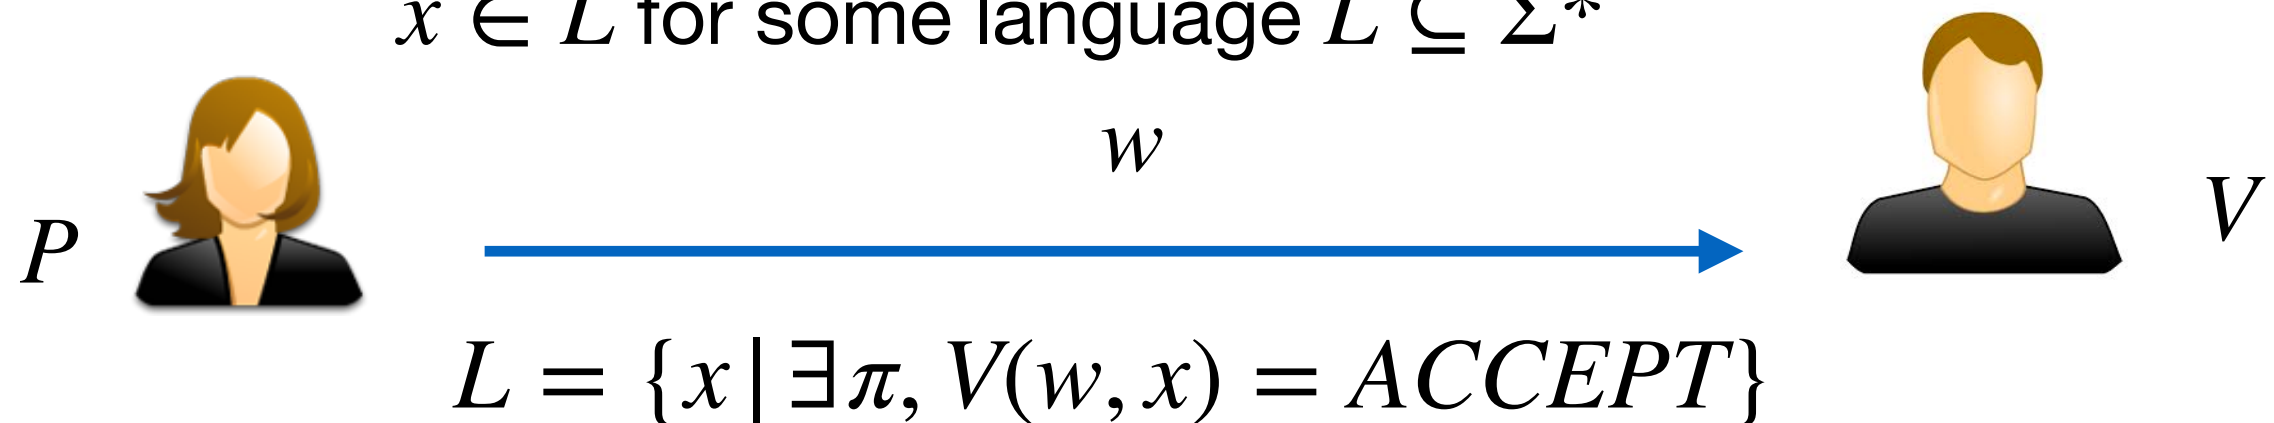 x ∈ L for some language L ⊆ Σ*
w
P
V
L = {x | ∃π, V(w, x) = ACCEPT}